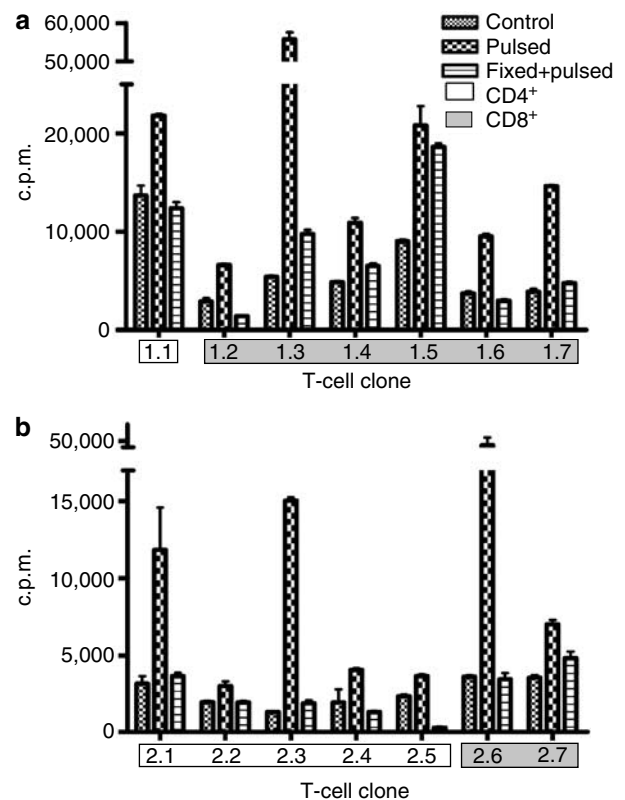 a
60,000
50,000
20,000
10,000
0
c.p.m.
Control
Pulsed
Fixed+pulsed
CD4+
CD8+
1.1 1.2 1.3 1.4 1.5 1.6 1.7
T-cell clone
b
50,000
15,000
10,000
5,000
0
c.p.m.
2.1 2.2 2.3 2.4 2.5 2.6 2.7
T-cell clone